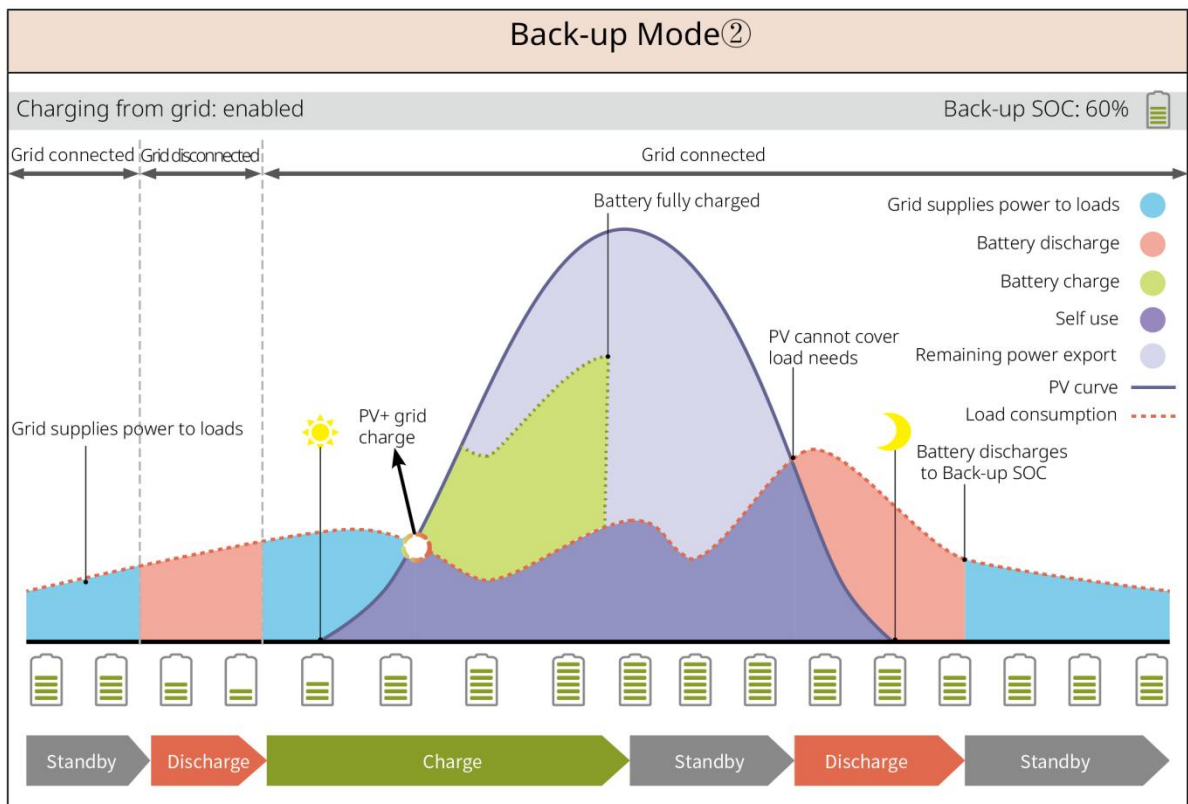 Back-up Mode②
Charging from grid: enabled
Back-up SOC: 60%
Grid connected
Grid disconnected
Grid connected
Battery fully charged
Grid supplies power to loads
Battery discharge
Battery charge
Self use
Remaining power export
PV curve
Load consumption
PV cannot cover
load needs
PV+ grid
charge
Grid supplies power to loads
Battery discharges
to Back-up SOC
Standby
Discharge
Charge
Standby
Discharge
Standby